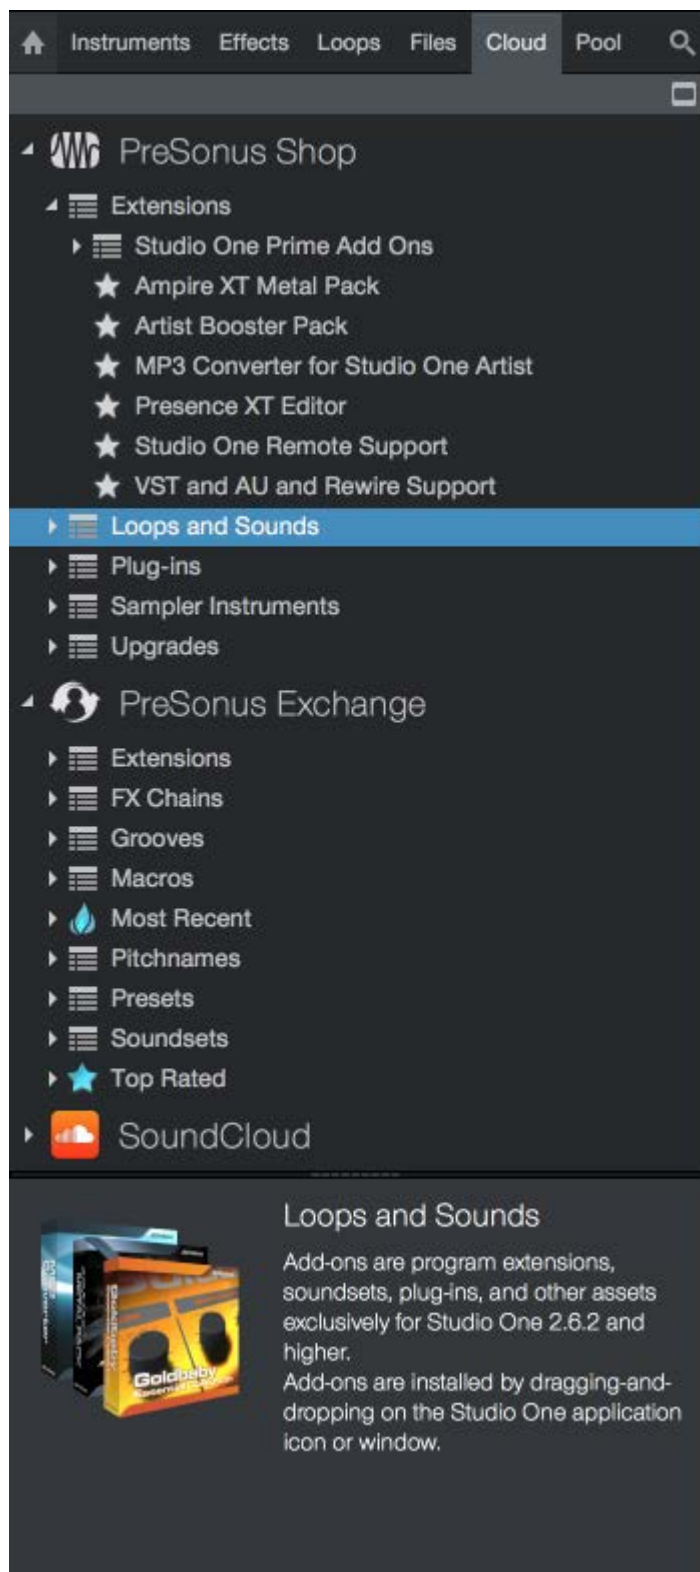 Instruments Effects Loops Files Cloud Pool
PreSonus Shop
Extensions
Studio One Prime Add Ons
Ampire XT Metal Pack
Artist Booster Pack
MP3 Converter for Studio One Artist
Presence XT Editor
Studio One Remote Support
VST and AU and Rewire Support
Loops and Sounds
Plug-ins
Sampler Instruments
Upgrades
PreSonus Exchange
Extensions
FX Chains
Grooves
Macros
Most Recent
Pitchnames
Presets
Soundsets
Top Rated
SoundCloud
Loops and Sounds
Add-ons are program extensions,
soundsets, plug-ins, and other assets
exclusively for Studio One 2.6.2 and
higher.
Add-ons are installed by dragging-and-
dropping on the Studio One application
icon or window.
Goldbaby